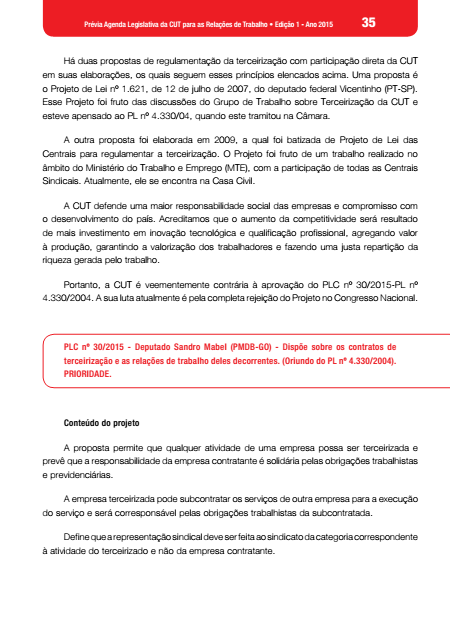 Prévia Agenda Legislativa da CUT para as Relações de Trabalho • Edição 1 - Ano 2015 35
Há duas propostas de regulamentação da terceirização com participação direta da CUT
em suas elaborações, os quais seguem esses princípios elencados acima. Uma proposta é
o Projeto de Lei nº 1.621, de 12 de julho de 2007, do deputado federal Vicentinho (PT-SP).
Esse Projeto foi fruto das discussões do Grupo de Trabalho sobre Terceirização da CUT e
esteve apensado ao PL nº 4.330/04, quando este tramitou na Câmara.
A outra proposta foi elaborada em 2009, a qual foi batizada de Projeto de Lei das
Centrais para regulamentar a terceirização. O Projeto foi fruto de um trabalho realizado no
âmbito do Ministério do Trabalho e Emprego (MTE), com a participação de todas as Centrais
Sindicais. Atualmente, ele se encontra na Casa Civil.
A CUT defende uma maior responsabilidade social das empresas e compromisso com
o desenvolvimento do país. Acreditamos que o aumento da competitividade será resultado
de mais investimento em inovação tecnológica e qualificação profissional, agregando valor
à produção, garantindo a valorização dos trabalhadores e fazendo uma justa repartição da
riqueza gerada pelo trabalho.
Portanto, a CUT é veementemente contrária à aprovação do PLC nº 30/2015-PL nº
4.330/2004. A sua luta atualmente é pela completa rejeição do Projeto no Congresso Nacional.
PLC nº 30/2015 - Deputado Sandro Mabel (PMDB-GO) - Dispõe sobre os contratos de
terceirização e as relações de trabalho deles decorrentes. (Oriundo do PL nº 4.330/2004).
PRIORIDADE.
Conteúdo do projeto
A proposta permite que qualquer atividade de uma empresa possa ser terceirizada e
prevê que a responsabilidade da empresa contratante é solidária pelas obrigações trabalhistas
e previdenciárias.
A empresa terceirizada pode subcontratar os serviços de outra empresa para a execução
do serviço e será corresponsável pelas obrigações trabalhistas da subcontratada.
Define que a representação sindical deve ser feita ao sindicato da categoria correspondente
à atividade do terceirizado e não da empresa contratante.